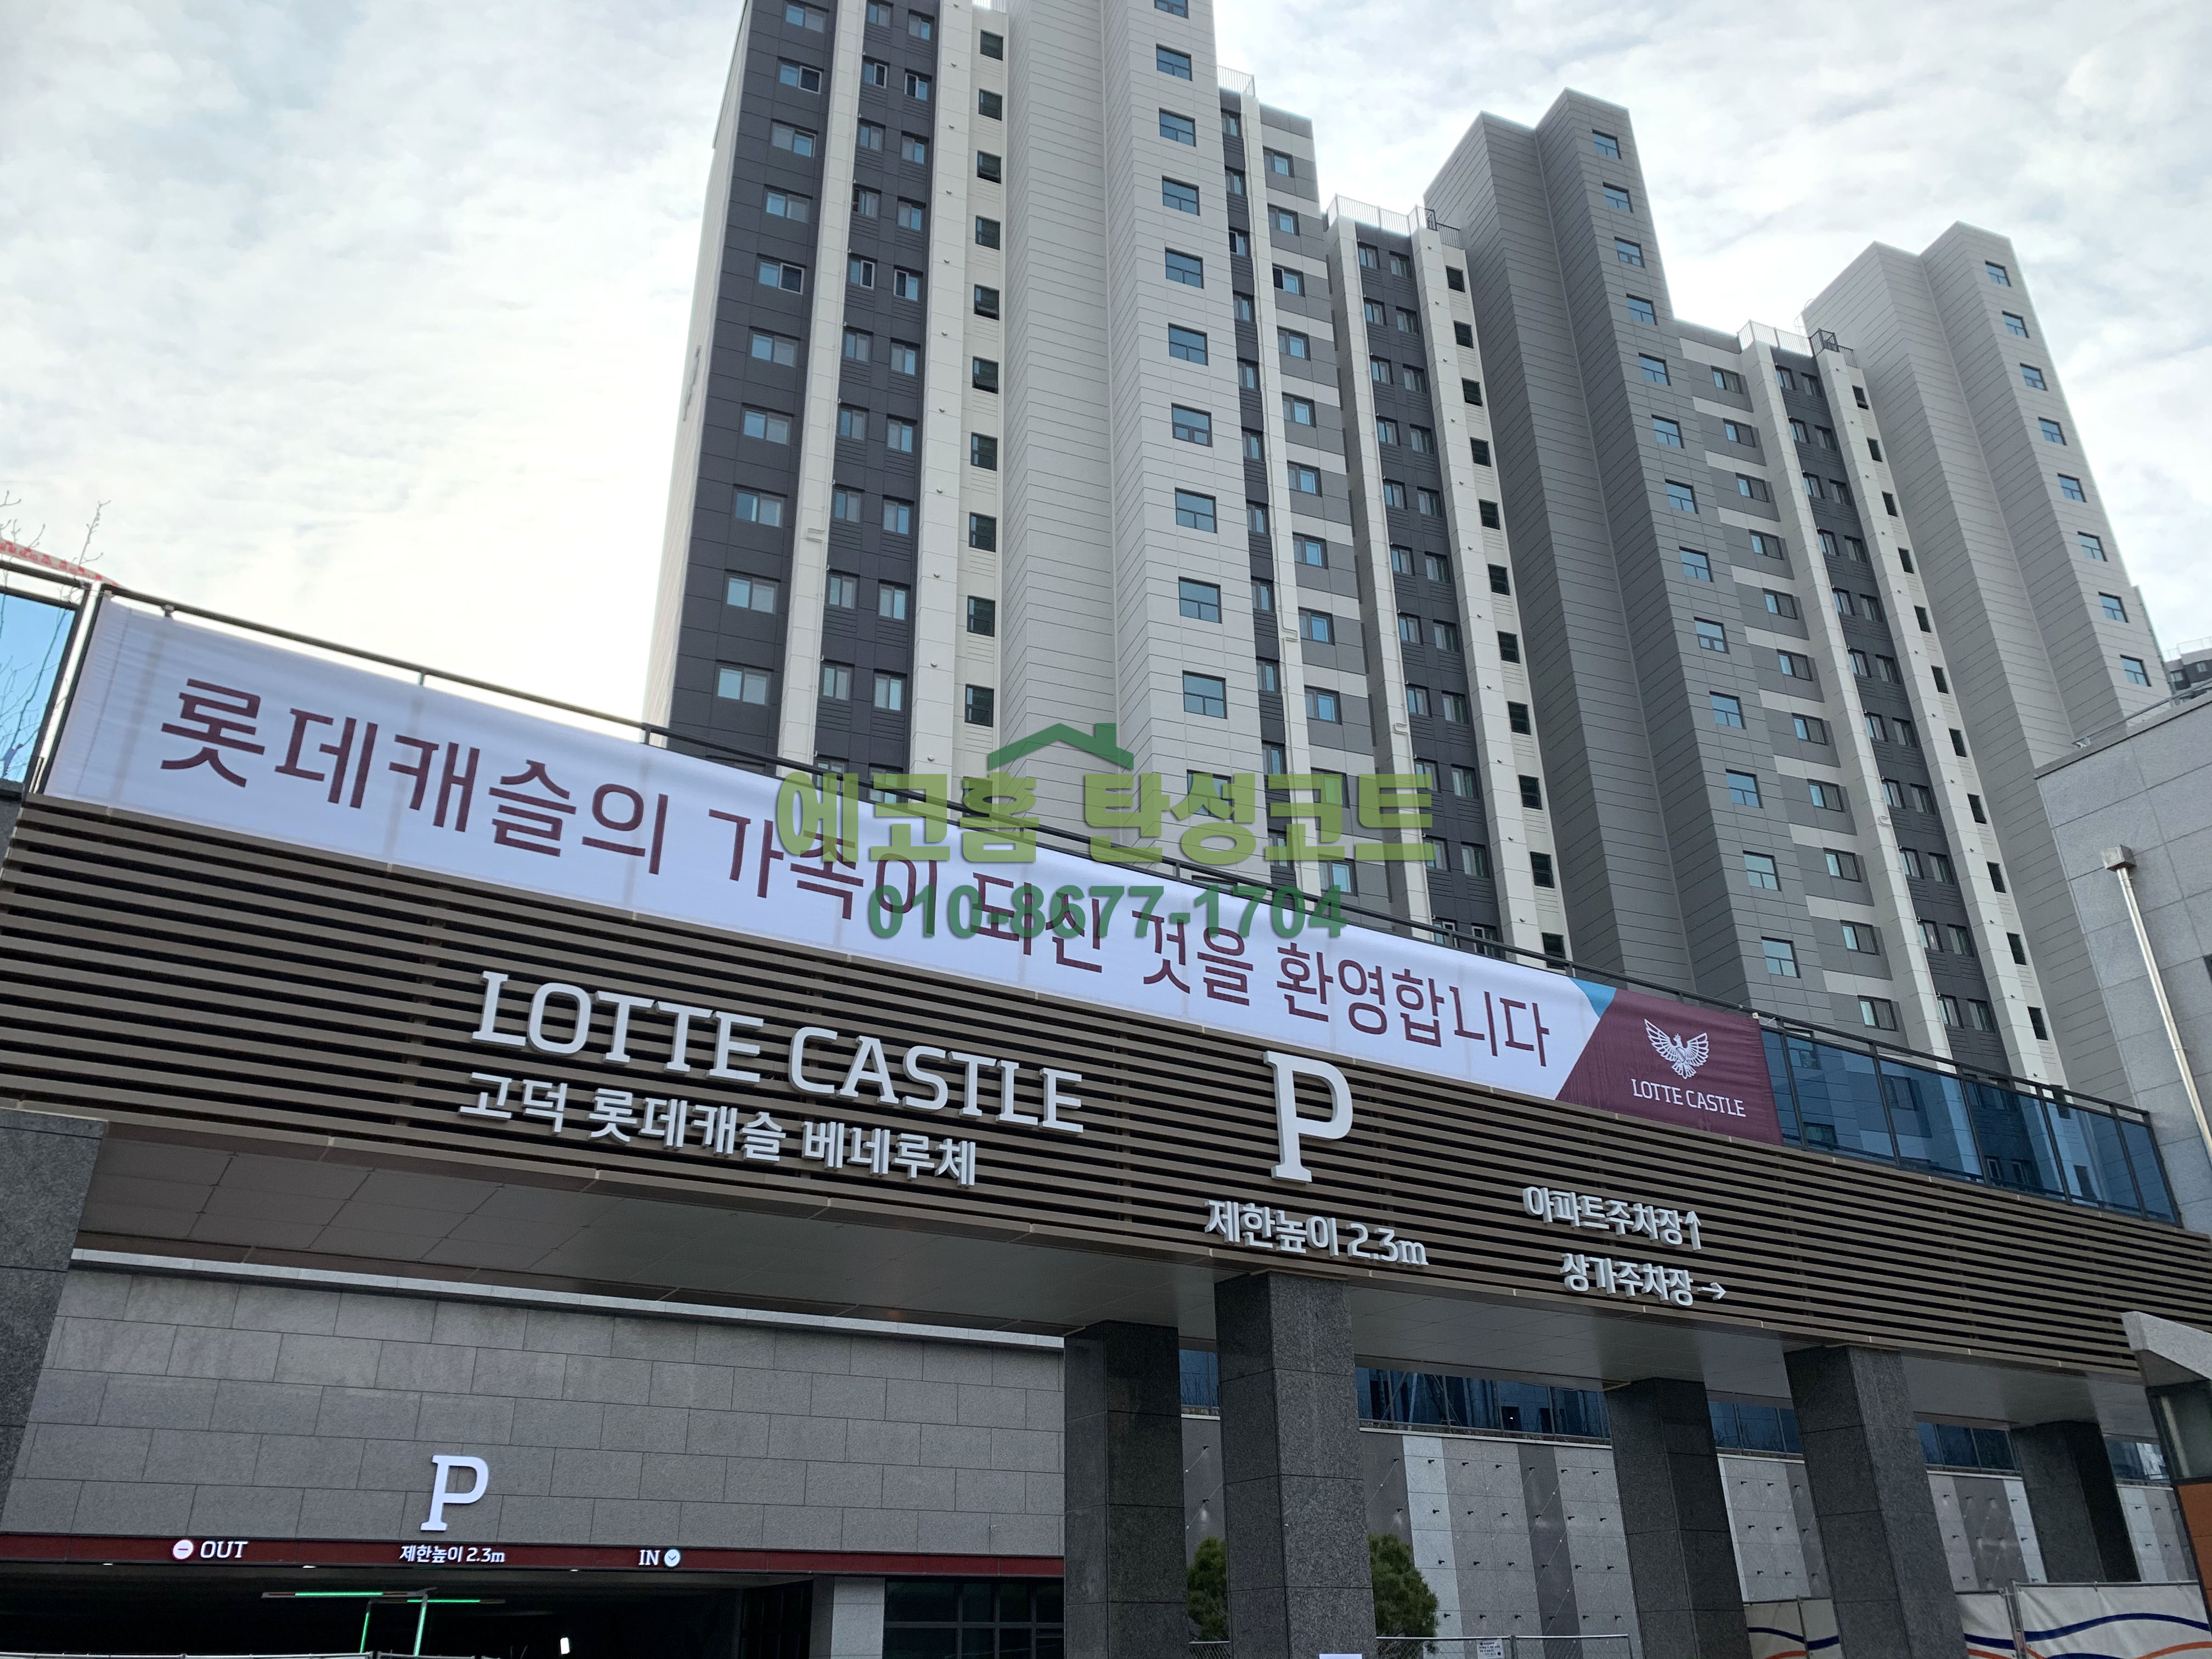 롯데캐슬의 가족이 되신 것을 환영합니다
LOTTE CASTLE
에코홈 탄성코트
010-8677-1704
LOTTE CASTLE
고덕 롯데캐슬 베네루체
P
제한높이 2.3m
아파트주차장↑
상가주차장→
P
OUT
제한높이 2.3m
IN